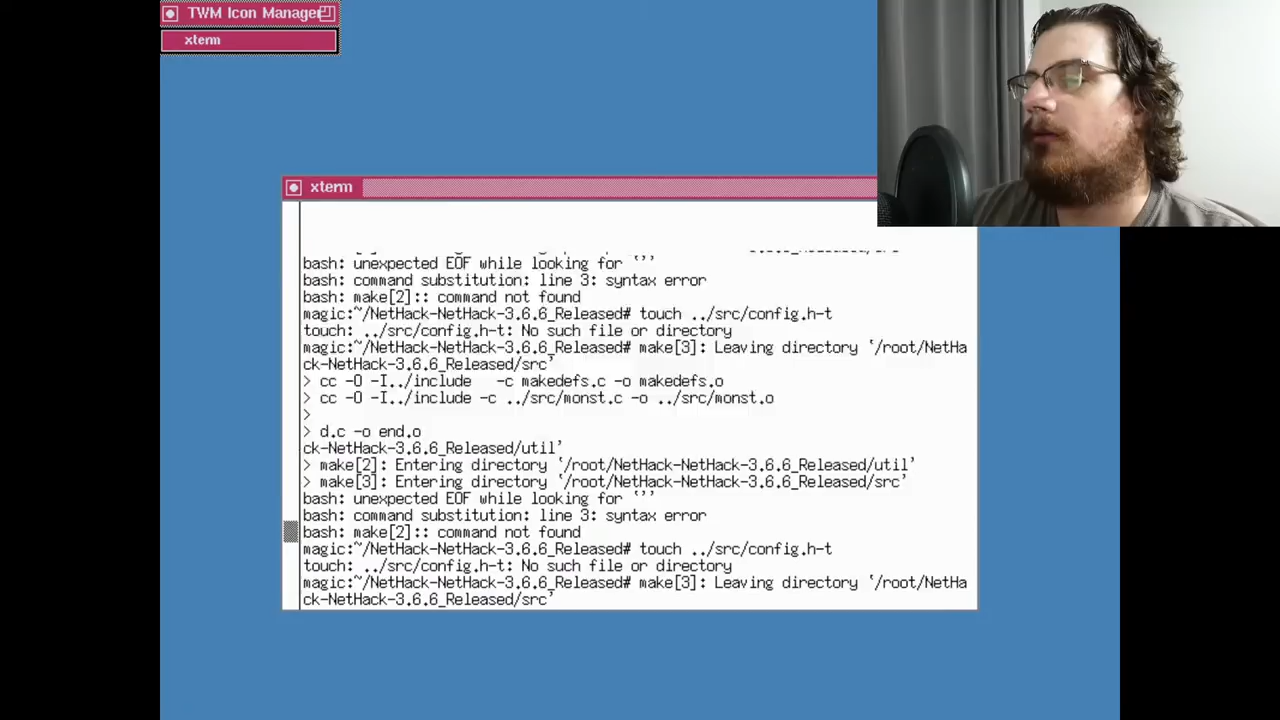 TWM Icon Manager
xterm
xterm
bash: unexpected EOF while looking for `''
bash: command substitution: line 3: syntax error
bash: make[2]:: command not found
magic:~/NetHack-NetHack-3.6.6_Released# touch ../src/config.h-t
touch: ../src/config.h-t: No such file or directory
magic:~/NetHack-NetHack-3.6.6_Released# make[3]: Leaving directory `/root/NetHa
ck-NetHack-3.6.6_Released/src'
> cc -O -I../include   -c makedefs.c -o makedefs.o
> cc -O -I../include -c ../src/monst.c -o ../src/monst.o
>
> d.c -o end.o
ck-NetHack-3.6.6_Released/util'
> make[2]: Entering directory `/root/NetHack-NetHack-3.6.6_Released/util'
> make[3]: Entering directory `/root/NetHack-NetHack-3.6.6_Released/src'
bash: unexpected EOF while looking for `''
bash: command substitution: line 3: syntax error
bash: make[2]:: command not found
magic:~/NetHack-NetHack-3.6.6_Released# touch ../src/config.h-t
touch: ../src/config.h-t: No such file or directory
magic:~/NetHack-NetHack-3.6.6_Released# make[3]: Leaving directory `/root/NetHa
ck-NetHack-3.6.6_Released/src'